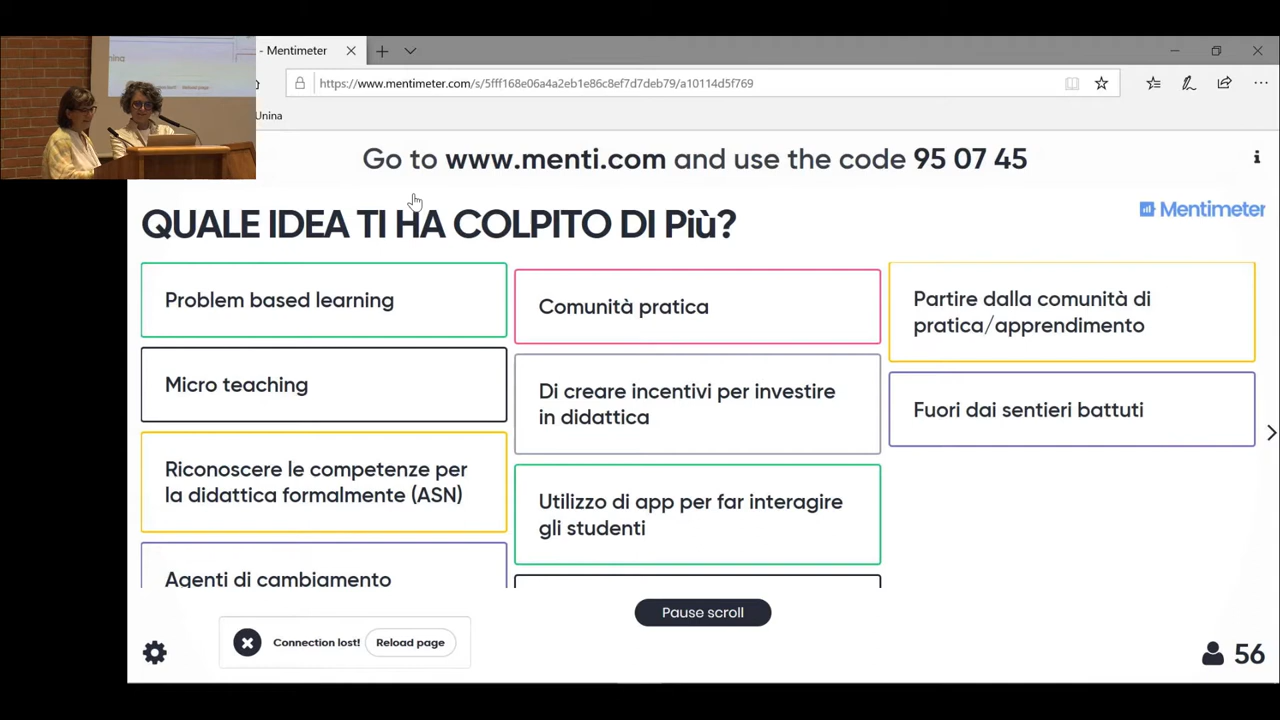 - Mentimeter
https://www.mentimeter.com/s/5fff168e06a4a2eb1e86c8ef7d7deb79/a10114d5f769
Unina
Go to www.menti.com and use the code 95 07 45
Mentimeter
QUALE IDEA TI HA COLPITO DI Più?
Problem based learning
Micro teaching
Riconoscere le competenze per
la didattica formalmente (ASN)
Agenti di cambiamento
Comunità pratica
Di creare incentivi per investire
in didattica
Utilizzo di app per far interagire
gli studenti
Partire dalla comunità di
pratica/apprendimento
Fuori dai sentieri battuti
Pause scroll
Connection lost! Reload page
56